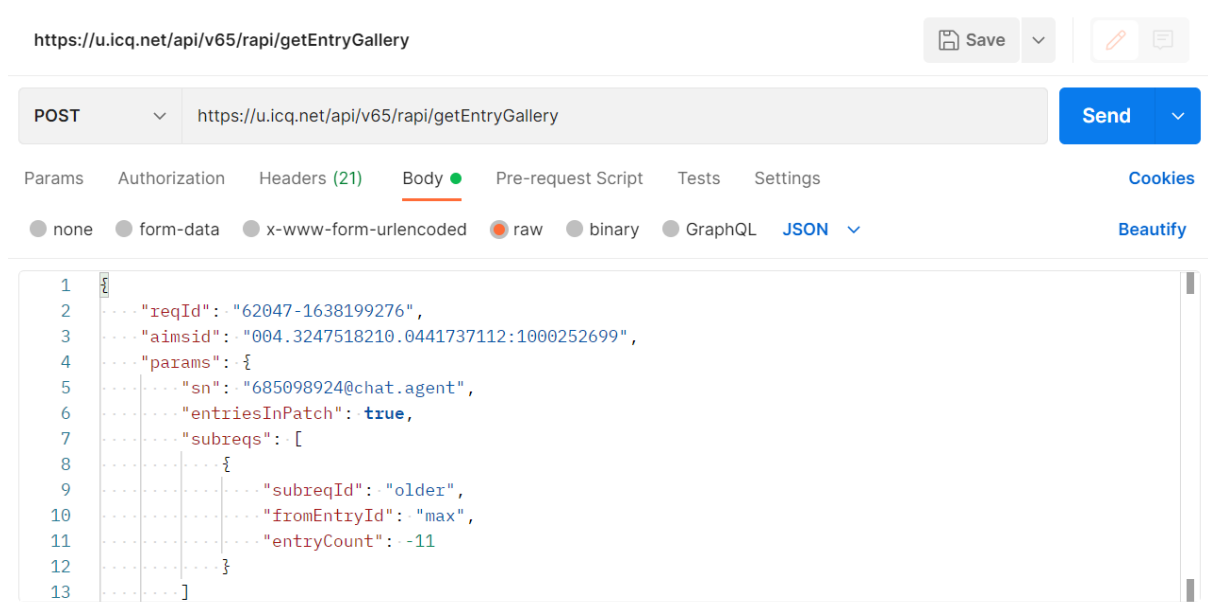 https://u.icq.net/api/v65/rapi/getEntryGallery Save
POST https://u.icq.net/api/v65/rapi/getEntryGallery Send
Params Authorization Headers (21) Body Pre-request Script Tests Settings Cookies
none form-data x-www-form-urlencoded raw binary GraphQL JSON Beautify
1 {
2 "reqId": "62047-1638199276",
3 "aimsid": "004.3247518210.0441737112:1000252699",
4 "params": {
5 "sn": "685098924@chat.agent",
6 "entriesInPatch": true,
7 "subreqs": [
8 {
9 "subreqId": "older",
10 "fromEntryId": "max",
11 "entryCount": -11
12 }
13 ]